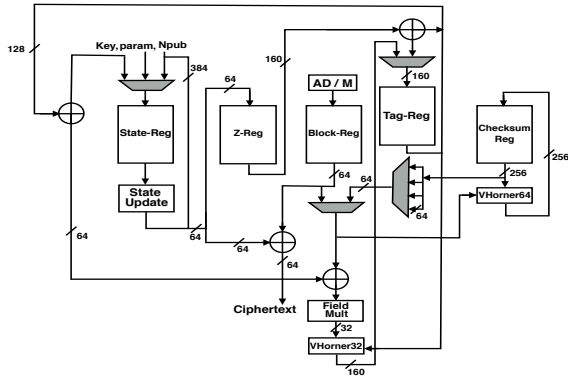 128
Key,param, Npub
384
64
160
AD / M
160
State-Reg
Z-Reg
Block-Reg
Tag-Reg
Checksum
Reg
256
State
Update
64
64
256
VHorner64
64
64
64
64
64
Ciphertext
Field
Mult
32
VHorner32
160